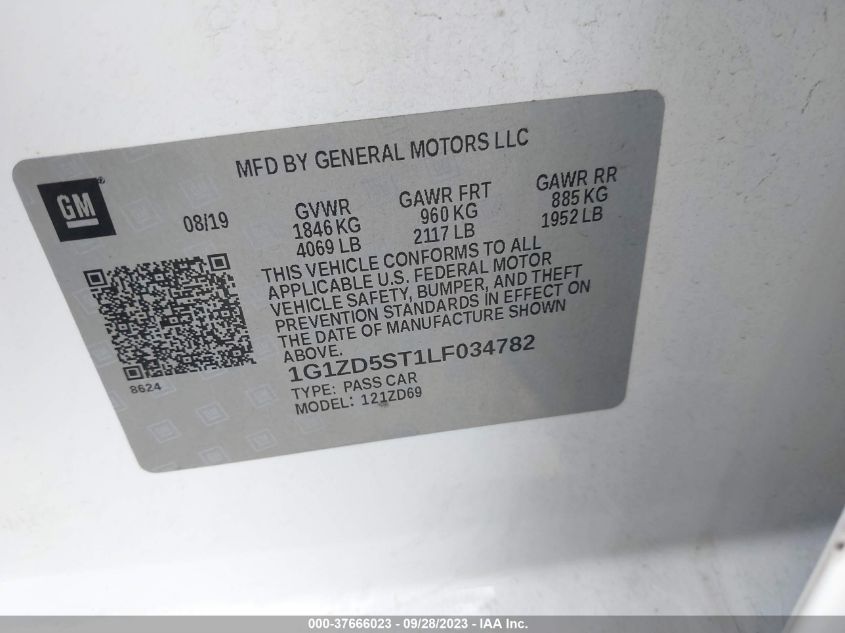 MFD BY GENERAL MOTORS LLC
GM®
08/19
GVWR
1846 KG
4069 LB
GAWR FRT
960 KG
2117 LB
GAWR RR
885 KG
1952 LB
THIS VEHICLE CONFORMS TO ALL
APPLICABLE U.S. FEDERAL MOTOR
VEHICLE SAFETY, BUMPER, AND THEFT
PREVENTION STANDARDS IN EFFECT ON
THE DATE OF MANUFACTURE SHOWN
ABOVE.
8624
1G1ZD5ST1LF034782
TYPE: PASS CAR
MODEL: 121ZD69
000-37666023 - 09/28/2023 - IAA Inc.